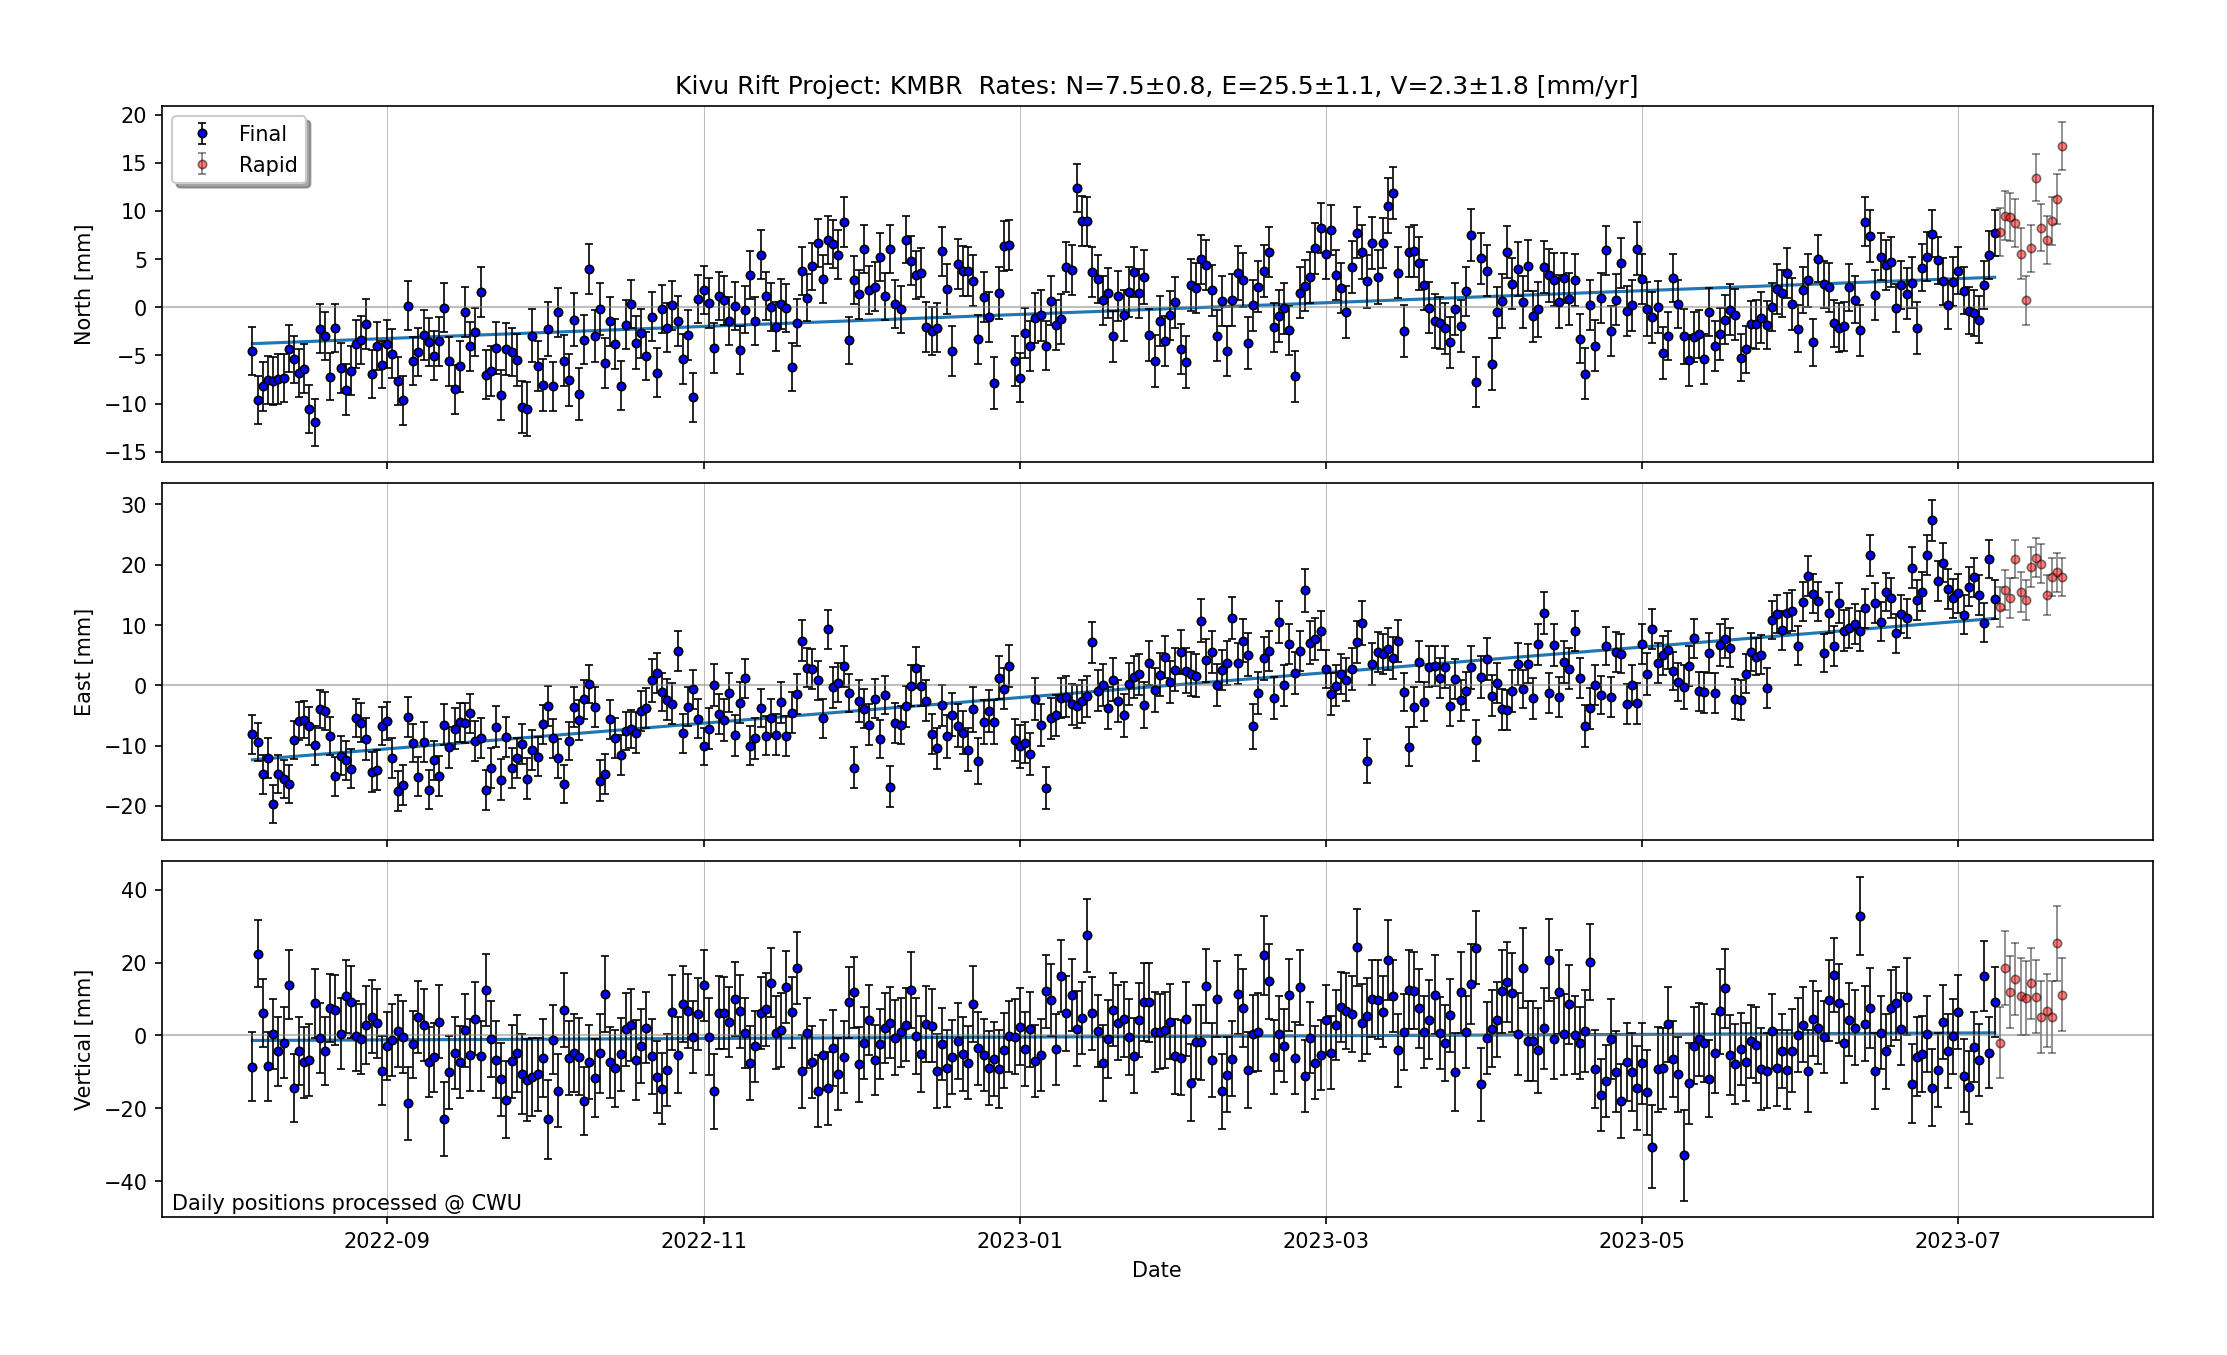 Kivu Rift Project: KMBR  Rates: N=7.5±0.8, E=25.5±1.1, V=2.3±1.8 [mm/yr]
20
15
10
5
0
−5
−10
−15
North [mm]
Final
Rapid
30
20
10
0
−10
−20
East [mm]
40
20
0
−20
−40
Vertical [mm]
Daily positions processed @ CWU
2022-09 2022-11 2023-01 2023-03 2023-05 2023-07
Date